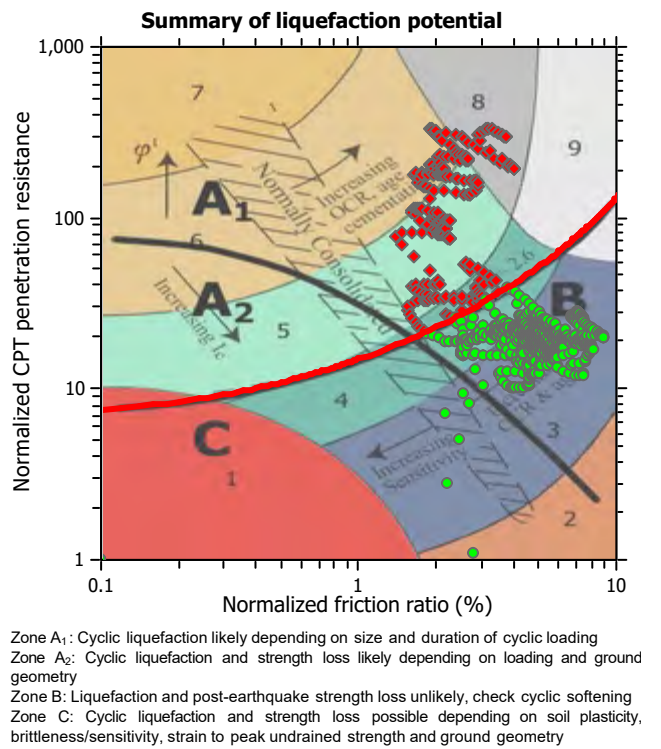 Summary of liquefaction potential
1,000
100
10
1
0.1
1
10
Normalized CPT penetration resistance
Normalized friction ratio (%)
7
8
9
φ'
A1
Increasing
OCR, age
cementation
Normally Consolidated
6
A2
Increasing Ic
5
2.6
B
4
C
1
Increasing
Sensitivity
OCR &
3
2
Zone A1: Cyclic liquefaction likely depending on size and duration of cyclic loading
Zone A2: Cyclic liquefaction and strength loss likely depending on loading and ground
geometry
Zone B: Liquefaction and post-earthquake strength loss unlikely, check cyclic softening
Zone C: Cyclic liquefaction and strength loss possible depending on soil plasticity,
brittleness/sensitivity, strain to peak undrained strength and ground geometry